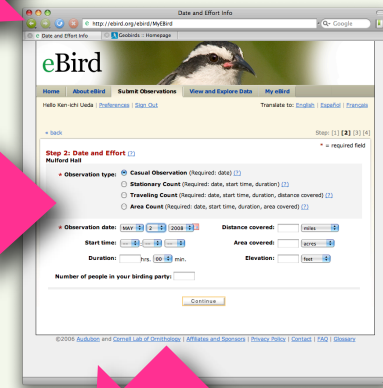 Date and Effort Info
http://ebird.org/ebird/MyEBird
Google
Date and Effort Info
Geobirds :: Homepage
eBird
Home About eBird Submit Observations View and Explore Data My eBird
Hello Ken-ichi Ueda | Preferences | Sign Out Translate to: English | Español | Français
« back Step: [1] [2] [3] [4]
* = required field
Step 2: Date and Effort (?)
Mulford Hall
* Observation type: Casual Observation (Required: date) (?)
Stationary Count (Required: date, start time, duration) (?)
Traveling Count (Required: date, start time, duration, distance covered) (?)
Area Count (Required: date, start time, duration, area covered) (?)
* Observation date: MAY 2 2008 Distance covered: miles
Start time: -- : -- -- Area covered: acres
Duration: hrs. 00 min. Elevation: feet
Number of people in your birding party:
Continue
©2006 Audubon and Cornell Lab of Ornithology | Affiliates and Sponsors | Privacy Policy | Contact | FAQ | Glossary